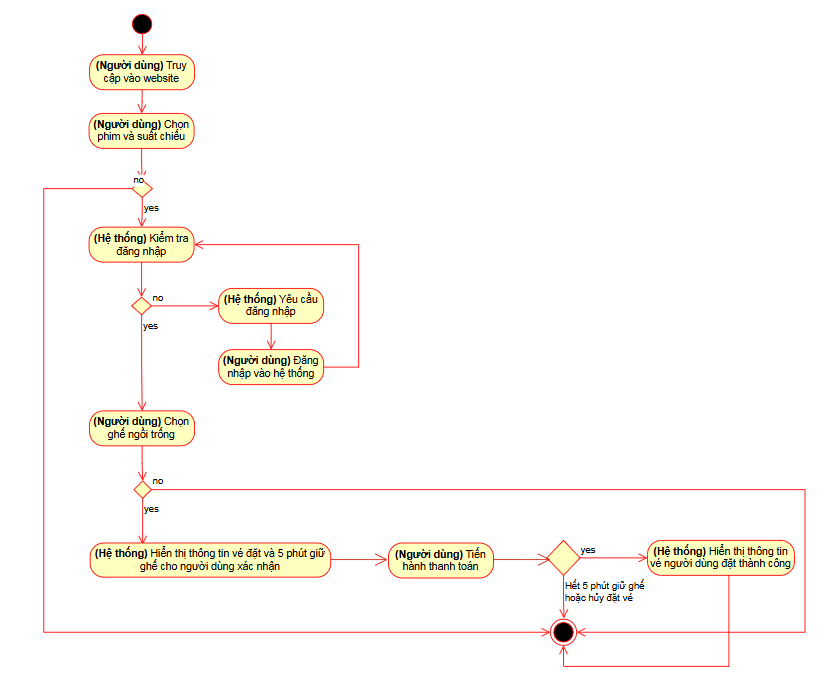 (Người dùng) Truy
cập vào website
(Người dùng) Chọn
phim và suất chiếu
no
yes
(Hệ thống) Kiểm tra
đăng nhập
no
yes
(Hệ thống) Yêu cầu
đăng nhập
(Người dùng) Đăng
nhập vào hệ thống
(Người dùng) Chọn
ghế ngồi trống
no
yes
(Hệ thống) Hiển thị thông tin vé đặt và 5 phút giữ
ghế cho người dùng xác nhận
(Người dùng) Tiến
hành thanh toán
yes
(Hệ thống) Hiển thị thông tin
vé người dùng đặt thành công
Hết 5 phút giữ ghế
hoặc hủy đặt vé